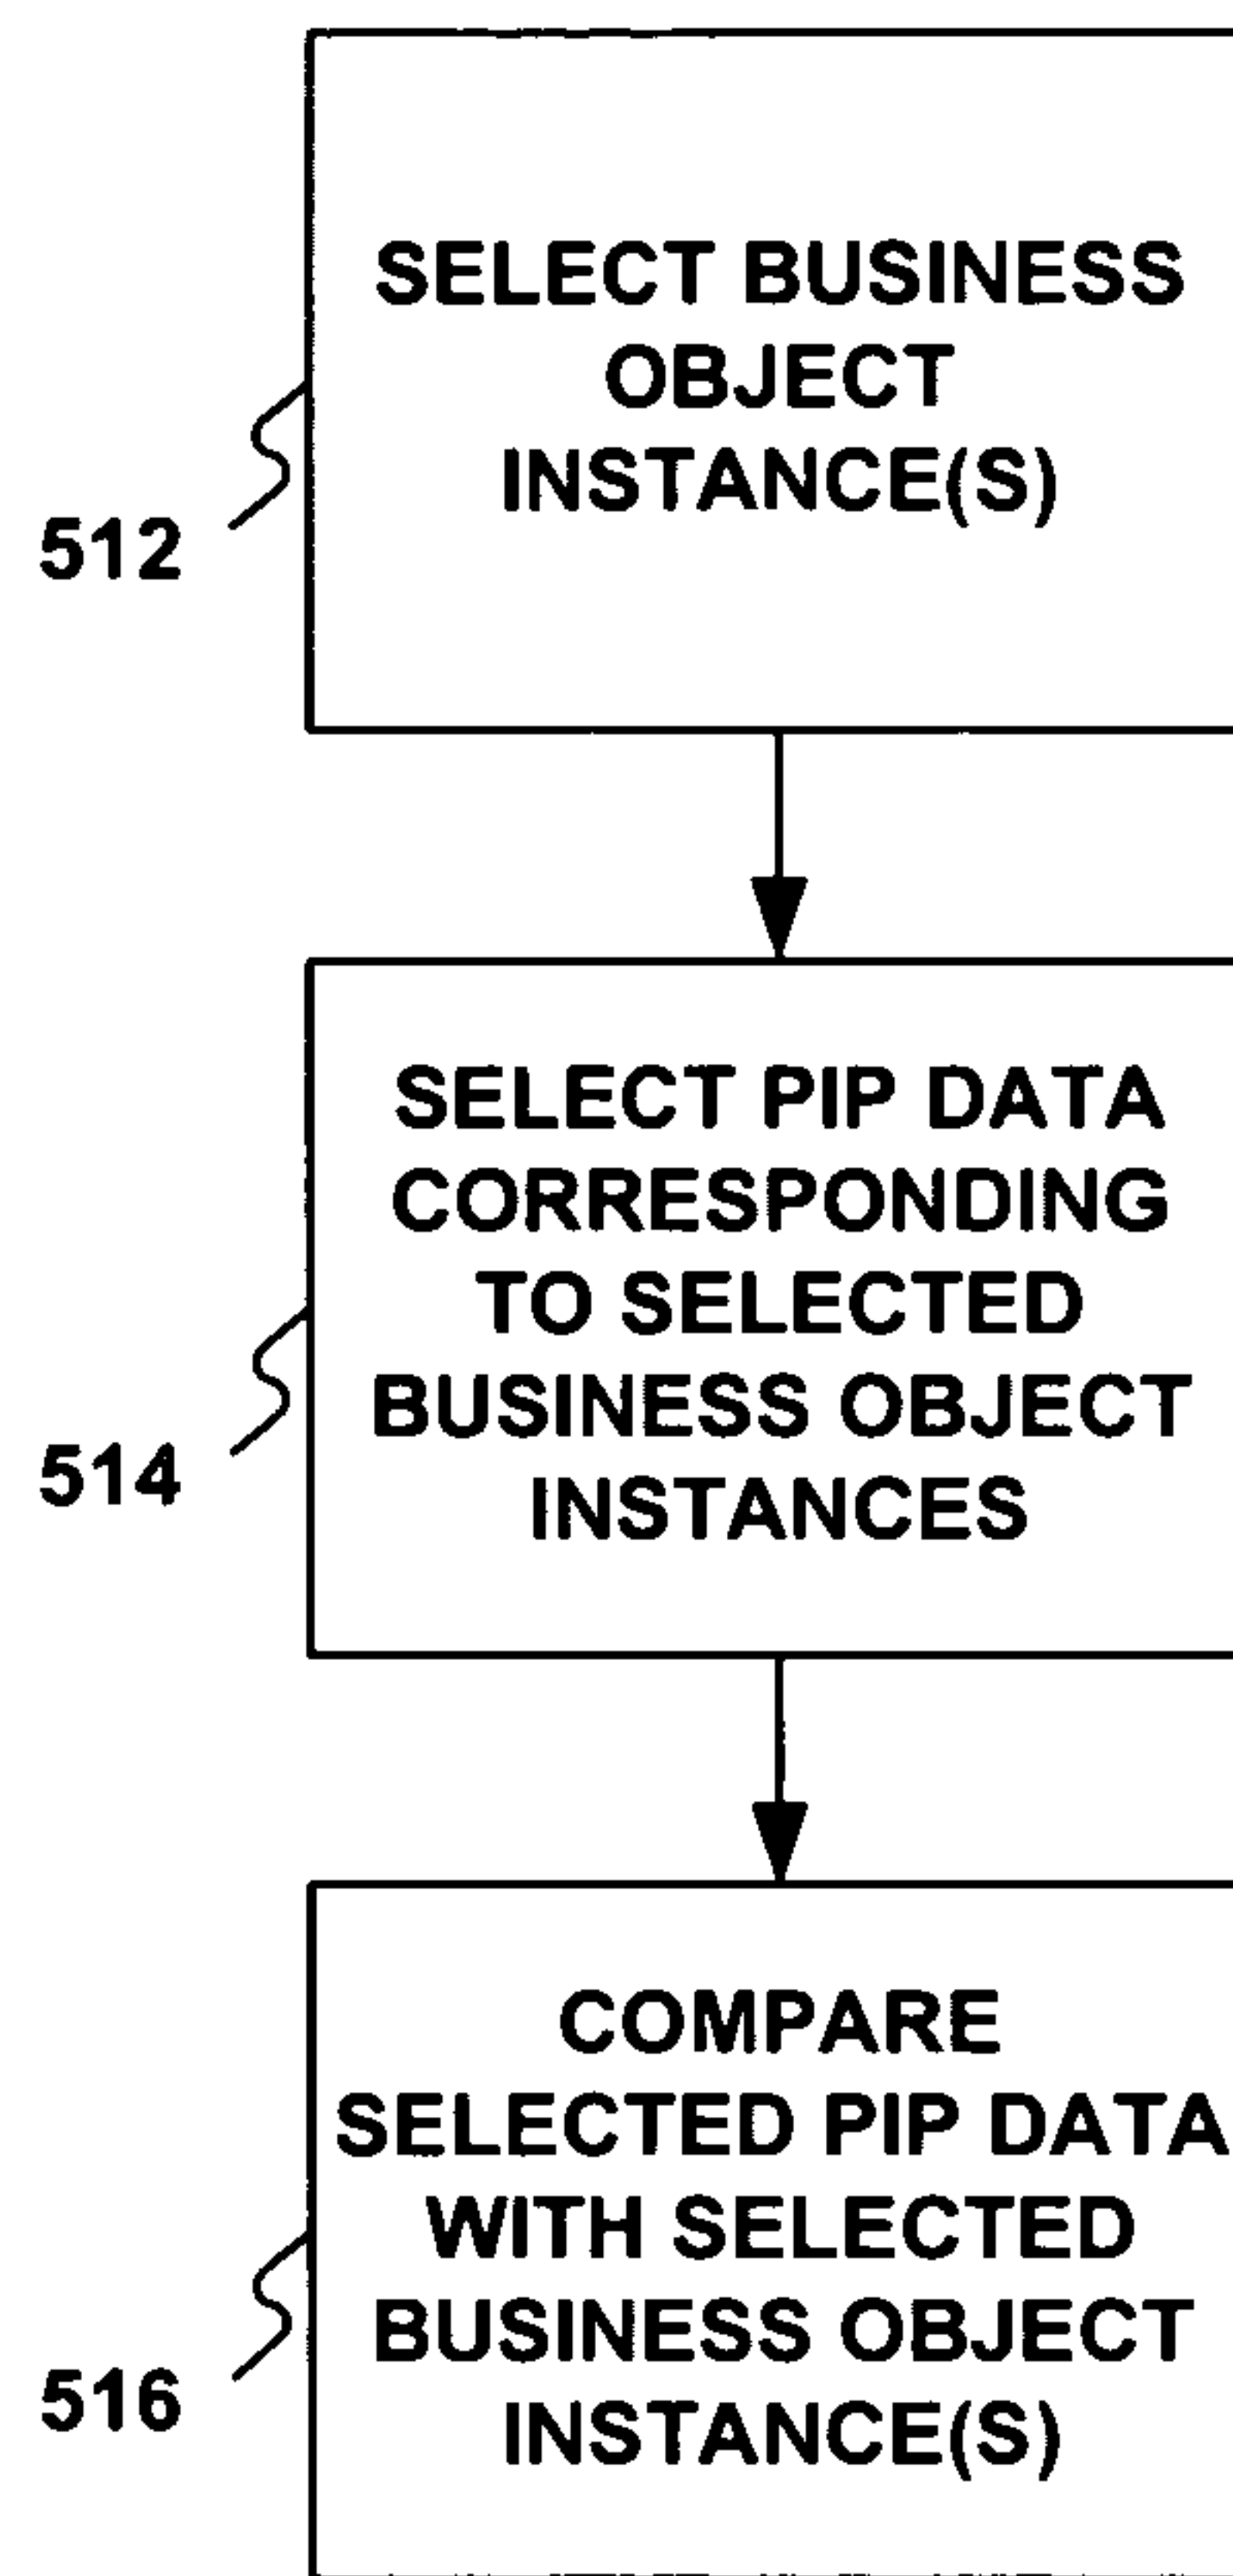 SELECT BUSINESS
OBJECT
INSTANCE(S)
512
SELECT PIP DATA
CORRESPONDING
TO SELECTED
BUSINESS OBJECT
INSTANCES
514
COMPARE
SELECTED PIP DATA
WITH SELECTED
BUSINESS OBJECT
INSTANCE(S)
516